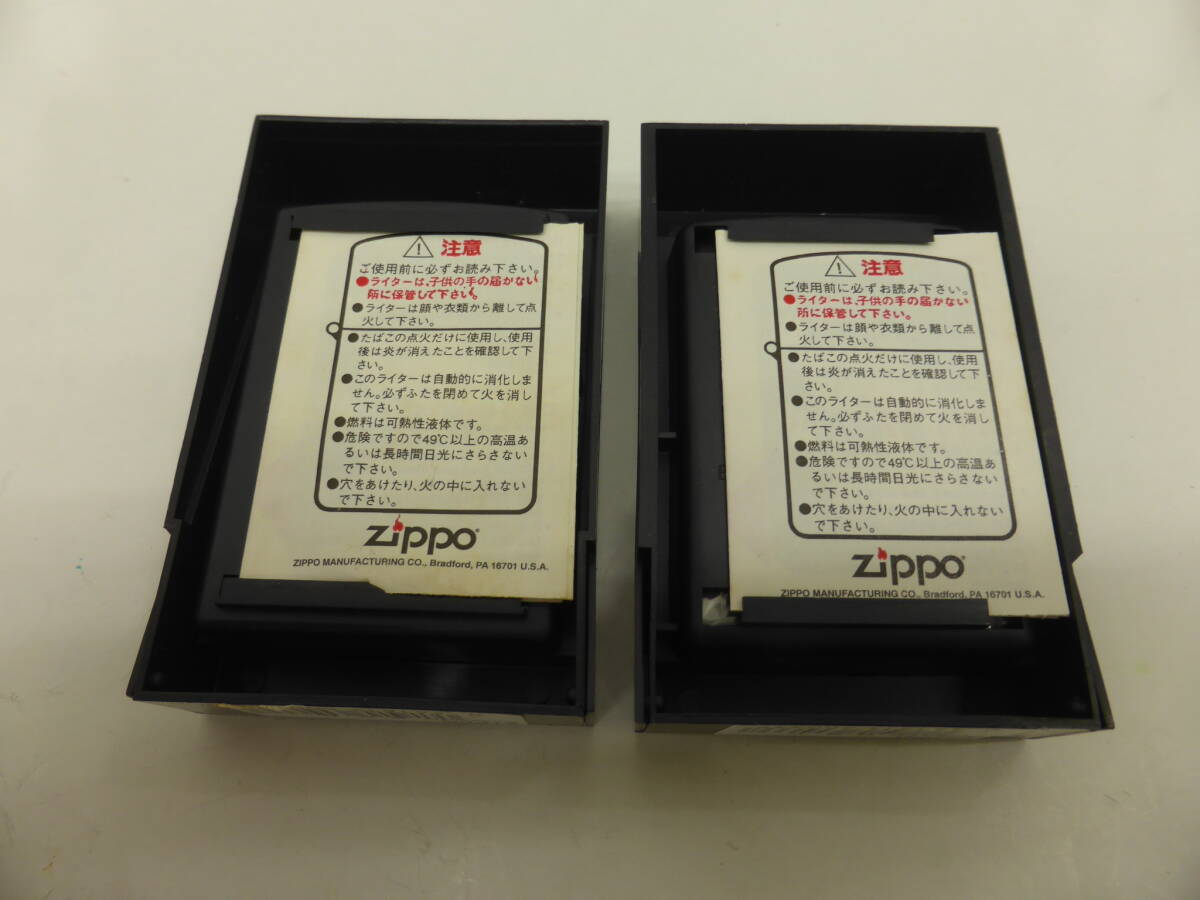 注意
ご使用前に必ずお読み下さい。
●ライターは、子供の手の届かない
所に保管して下さい。
●ライターは顔や衣類から離して点
火して下さい。
●たばこの点火だけに使用し、使用
後は炎が消えたことを確認して下
さい。
●このライターは自動的に消化しま
せん。必ずふたを閉めて火を消し
て下さい。
●燃料は可熱性液体です。
●危険ですので49℃以上の高温あ
るいは長時間日光にさらさない
で下さい。
●穴をあけたり、火の中に入れない
で下さい。
Zippo®
ZIPPO MANUFACTURING CO., Bradford, PA 16701 U.S.A.
注意
ご使用前に必ずお読み下さい。
●ライターは、子供の手の届かない
所に保管して下さい。
●ライターは顔や衣類から離して点
火して下さい。
●たばこの点火だけに使用し、使用
後は炎が消えたことを確認して下
さい。
●このライターは自動的に消化しま
せん。必ずふたを閉めて火を消し
て下さい。
●燃料は可熱性液体です。
●危険ですので49℃以上の高温あ
るいは長時間日光にさらさない
で下さい。
●穴をあけたり、火の中に入れない
で下さい。
Zippo®
ZIPPO MANUFACTURING CO., Bradford, PA 16701 U.S.A.